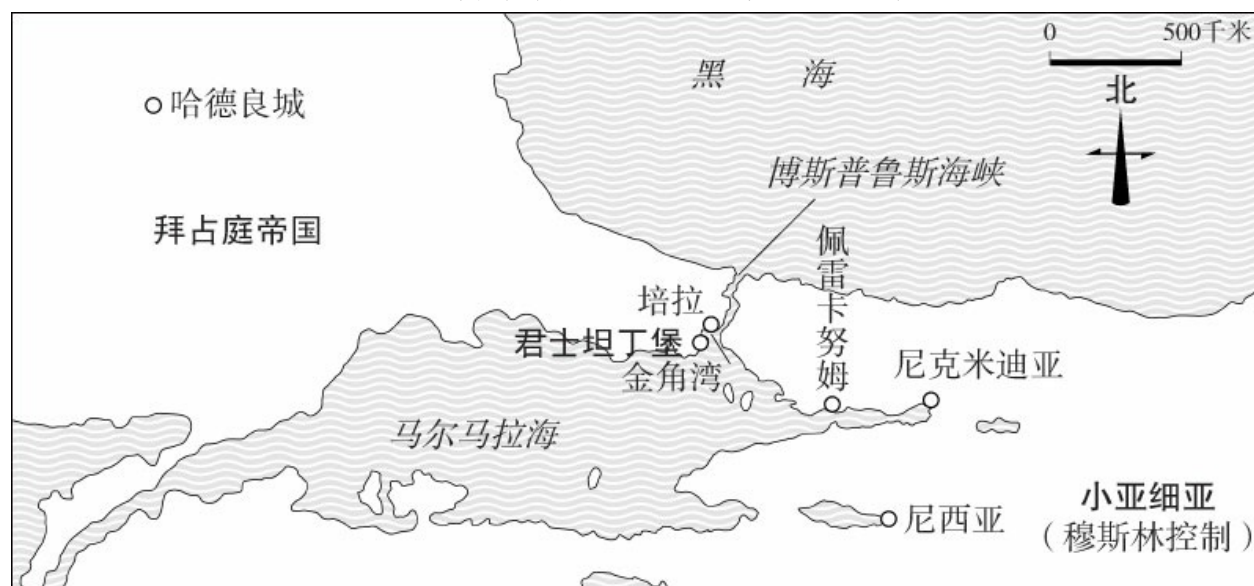 0 500千米
黑 海
北
哈德良城
博斯普鲁斯海峡
拜占庭帝国
佩雷卡努姆
培拉
君士坦丁堡
金角湾
尼克米迪亚
马尔马拉海
小亚细亚
尼西亚
（穆斯林控制）